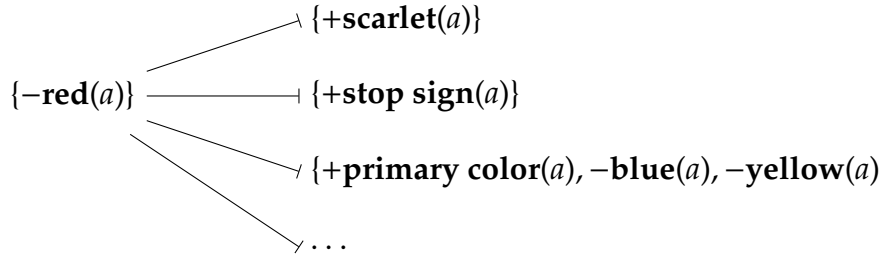 {+scarlet(a)}
{−red(a)}
{+stop sign(a)}
{+primary color(a), −blue(a), −yellow(a)
...